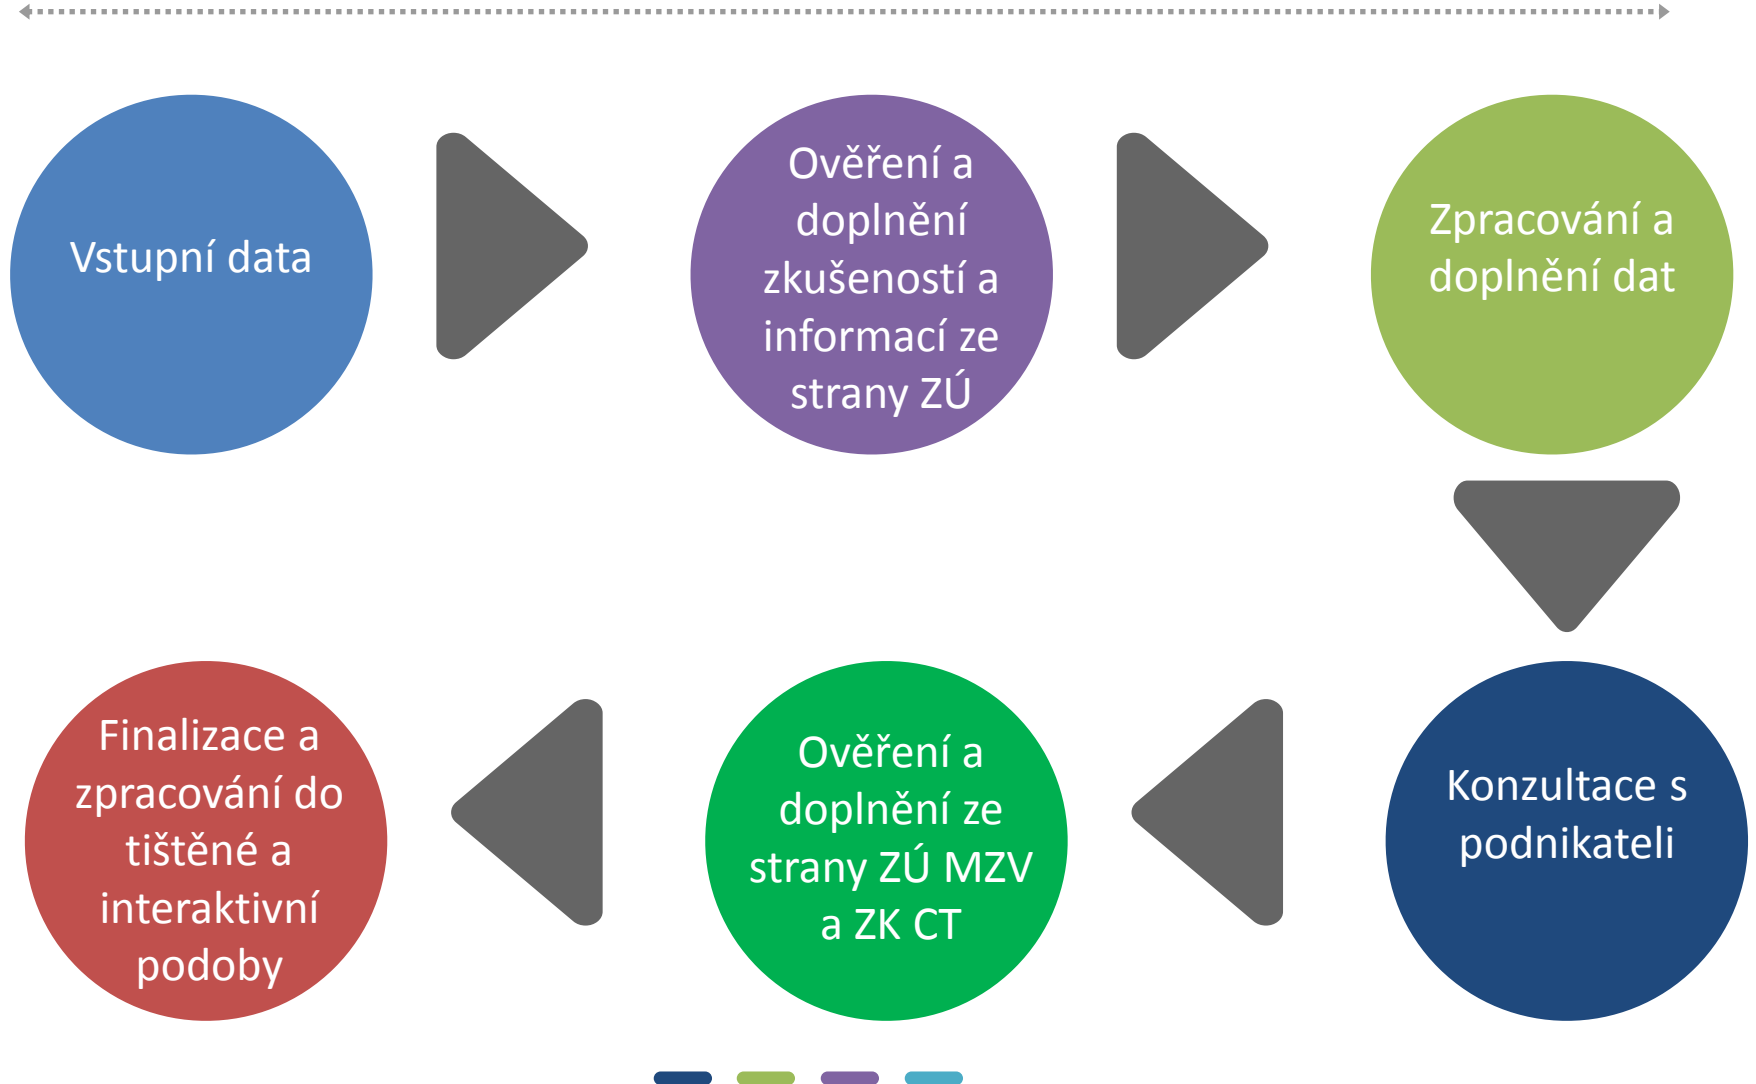 Vstupní data
Ověření a
doplnění
zkušeností a
informací ze
strany ZÚ
Zpracování a
doplnění dat
Konzultace s
podnikateli
Ověření a
doplnění ze
strany ZÚ MZV
a ZK CT
Finalizace a
zpracování do
tištěné a
interaktivní
podoby